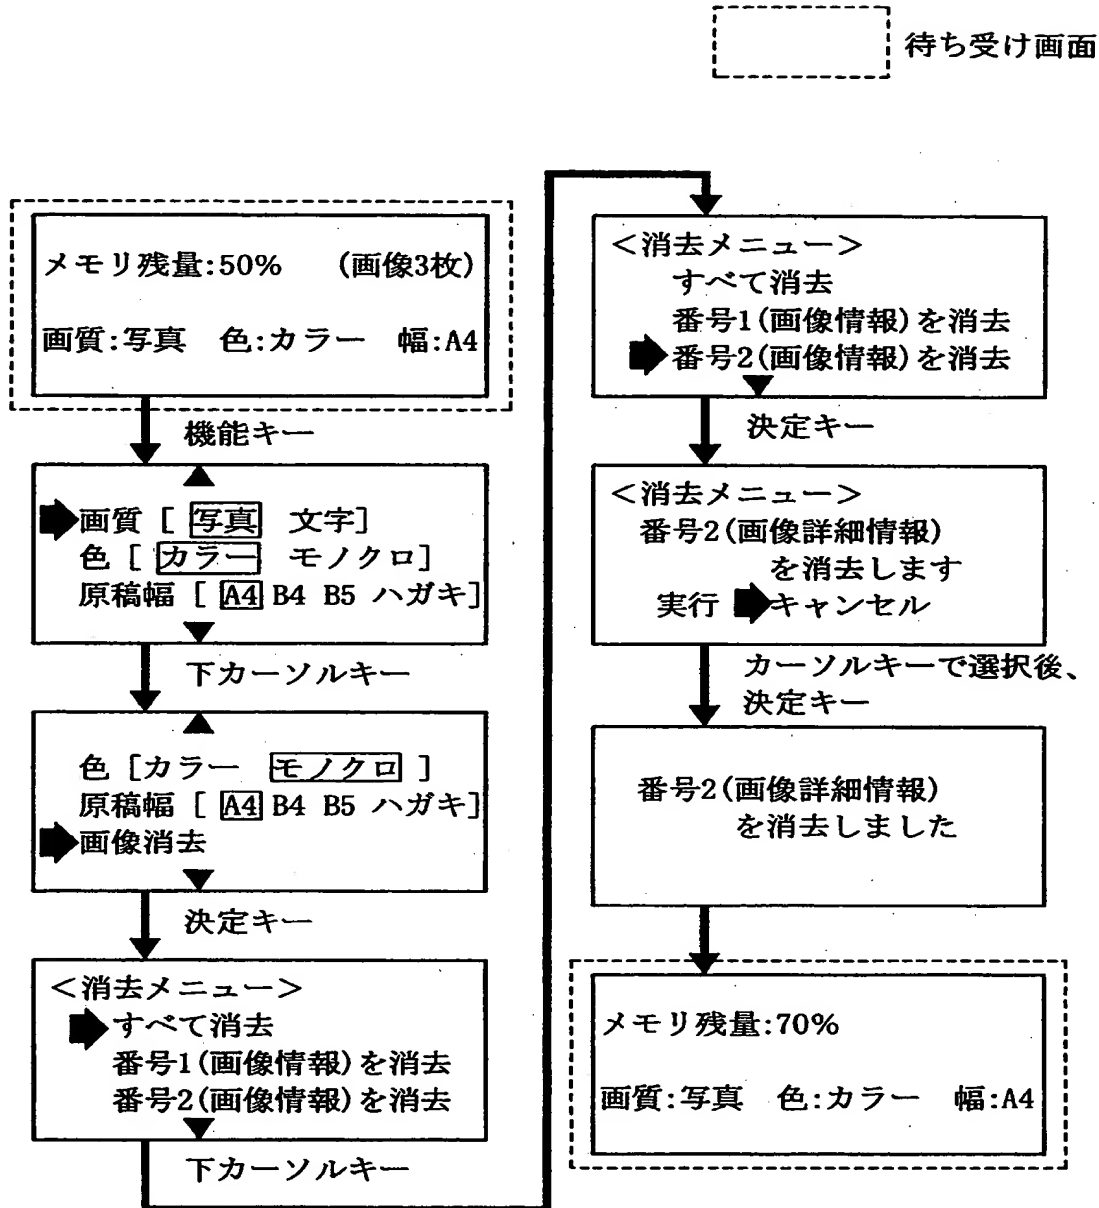 待ち受け画面
メモリ残量:50% (画像3枚)
画質:写真 色:カラー 幅:A4
機能キー
画質 [ 写真 文字]
色 [ カラー モノクロ]
原稿幅 [ A4 B4 B5 ハガキ]
下カーソルキー
色 [カラー モノクロ ]
原稿幅 [ A4 B4 B5 ハガキ]
画像消去
決定キー
<消去メニュー>
すべて消去
番号1(画像情報)を消去
番号2(画像情報)を消去
下カーソルキー
<消去メニュー>
すべて消去
番号1(画像情報)を消去
番号2(画像情報)を消去
決定キー
<消去メニュー>
番号2(画像詳細情報)
を消去します
実行 キャンセル
カーソルキーで選択後、
決定キー
番号2(画像詳細情報)
を消去しました
メモリ残量:70%
画質:写真 色:カラー 幅:A4